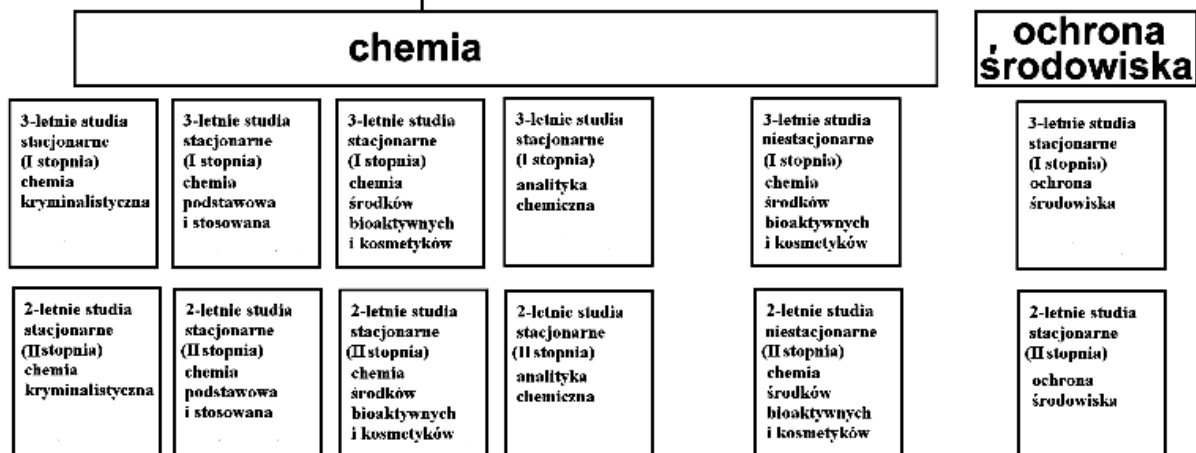 chemia
ochrona
środowiska
3-letnie studia
stacjonarne
(I stopnia)
chemia
kryminalistyczna
3-letnie studia
stacjonarne
(I stopnia)
chemia
podstawowa
i stosowana
3-letnie studia
stacjonarne
(I stopnia)
chemia
środków
bioaktywnych
i kosmetyków
3-letnie studia
stacjonarne
(I stopnia)
analityka
chemiczna
3-letnie studia
niestacjonarne
(I stopnia)
chemia
środków
bioaktywnych
i kosmetyków
3-letnie studia
stacjonarne
(I stopnia)
ochrona
środowiska
2-letnie studia
stacjonarne
(II stopnia)
chemia
kryminalistyczna
2-letnie studia
stacjonarne
(II stopnia)
chemia
podstawowa
i stosowana
2-letnie studia
stacjonarne
(II stopnia)
chemia
środków
bioaktywnych
i kosmetyków
2-letnie studia
stacjonarne
(II stopnia)
analityka
chemiczna
2-letnie studia
niestacjonarne
(II stopnia)
chemia
środków
bioaktywnych
i kosmetyków
2-letnie studia
stacjonarne
(II stopnia)
ochrona
środowiska